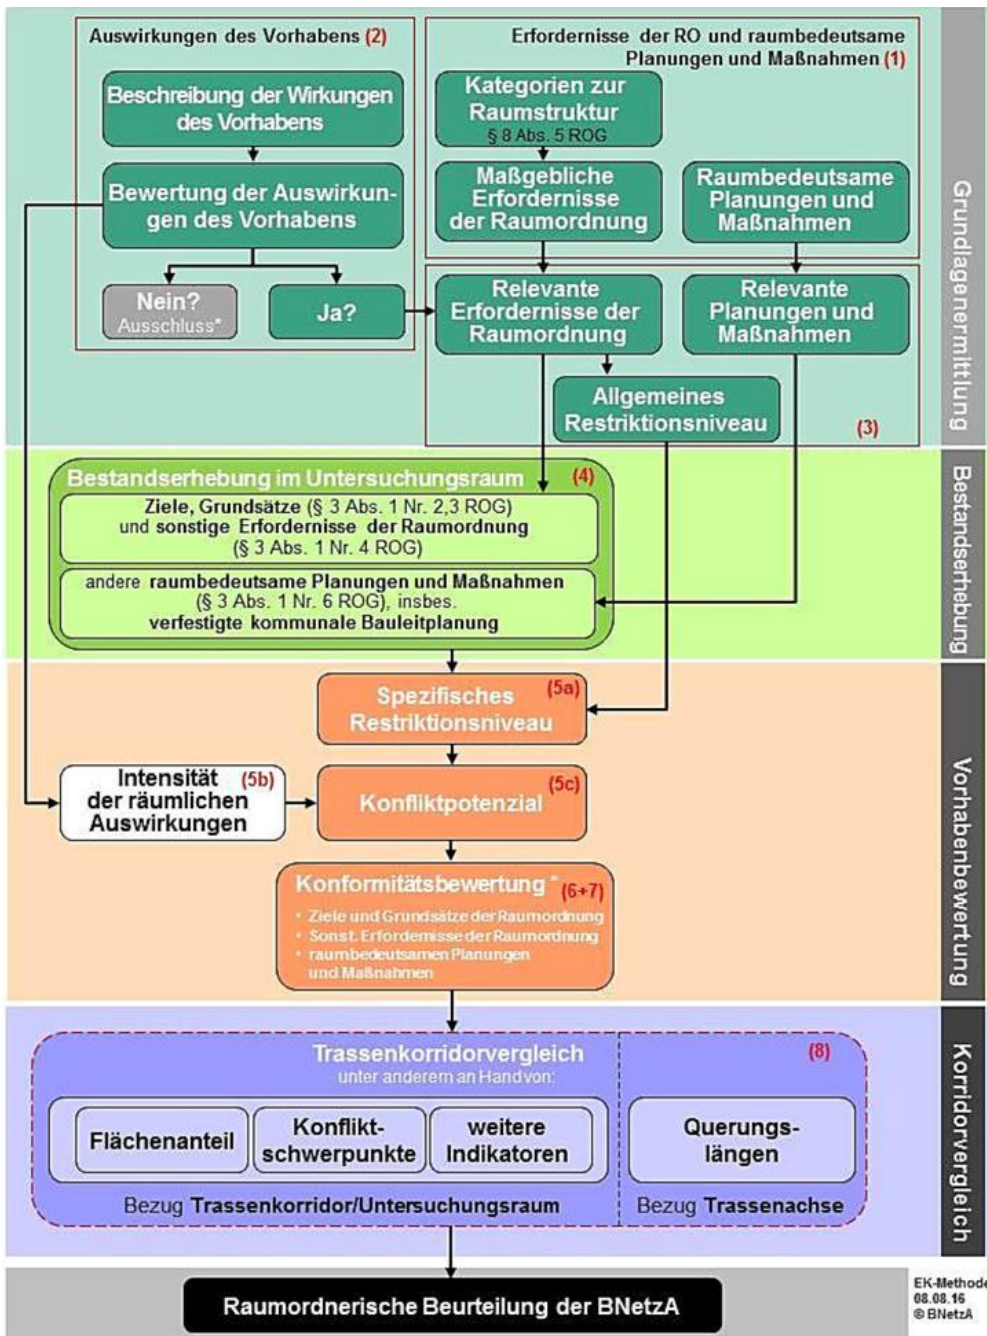 Auswirkungen des Vorhabens (2)
Beschreibung der Wirkungen
des Vorhabens
Bewertung der Auswirkun-
gen des Vorhabens
Nein?
Ausschluss*
Ja?
Erfordernisse der RO und raumbedeutsame
Planungen und Maßnahmen (1)
Kategorien zur
Raumstruktur
§ 8 Abs. 5 ROG
Maßgebliche
Erfordernisse
der Raumordnung
Raumbedeutsame
Planungen und
Maßnahmen
Relevante
Erfordernisse der
Raumordnung
Relevante
Planungen und
Maßnahmen
Allgemeines
Restriktionsniveau
(3)
Grundlagenermittlung
Bestandserhebung im Untersuchungsraum (4)
Ziele, Grundsätze (§ 3 Abs. 1 Nr. 2,3 ROG)
und sonstige Erfordernisse der Raumordnung
(§ 3 Abs. 1 Nr. 4 ROG)
andere raumbedeutsame Planungen und Maßnahmen
(§ 3 Abs. 1 Nr. 6 ROG), insbes.
verfestigte kommunale Bauleitplanung
Bestandserhebung
Spezifisches (5a)
Restriktionsniveau
Intensität (5b)
der räumlichen
Auswirkungen
(5c)
Konfliktpotenzial
Konformitätsbewertung * (6+7)
• Ziele und Grundsätze der Raumordnung
• Sonst. Erfordernisse der Raumordnung
• raumbedeutsamen Planungen
und Maßnahmen
Vorhabenbewertung
Trassenkorridorvergleich (8)
unter anderem an Hand von:
Flächenanteil
Konflikt-
schwerpunkte
weitere
Indikatoren
Querungs-
längen
Bezug Trassenkorridor/Untersuchungsraum
Bezug Trassenachse
Korridorvergleich
Raumordnerische Beurteilung der BNetzA
EK-Methode
08.08.16
© BNetzA